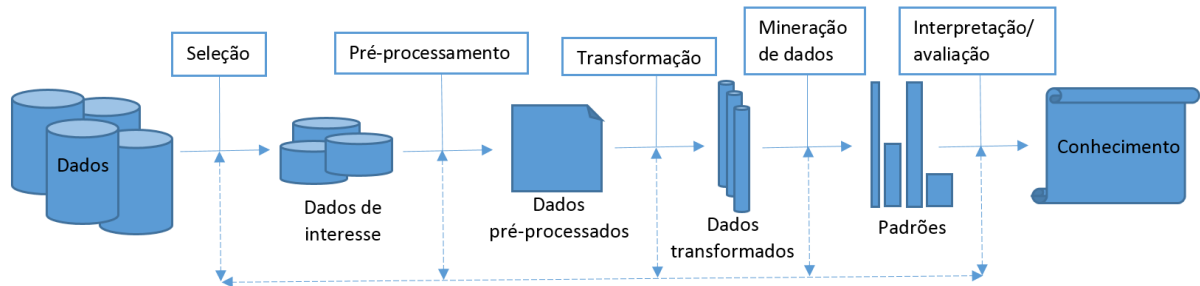 Seleção
Pré-processamento
Transformação
Mineração
de dados
Interpretação/
avaliação
Dados
Dados de
interesse
Dados
pré-processados
Dados
transformados
Padrões
Conhecimento